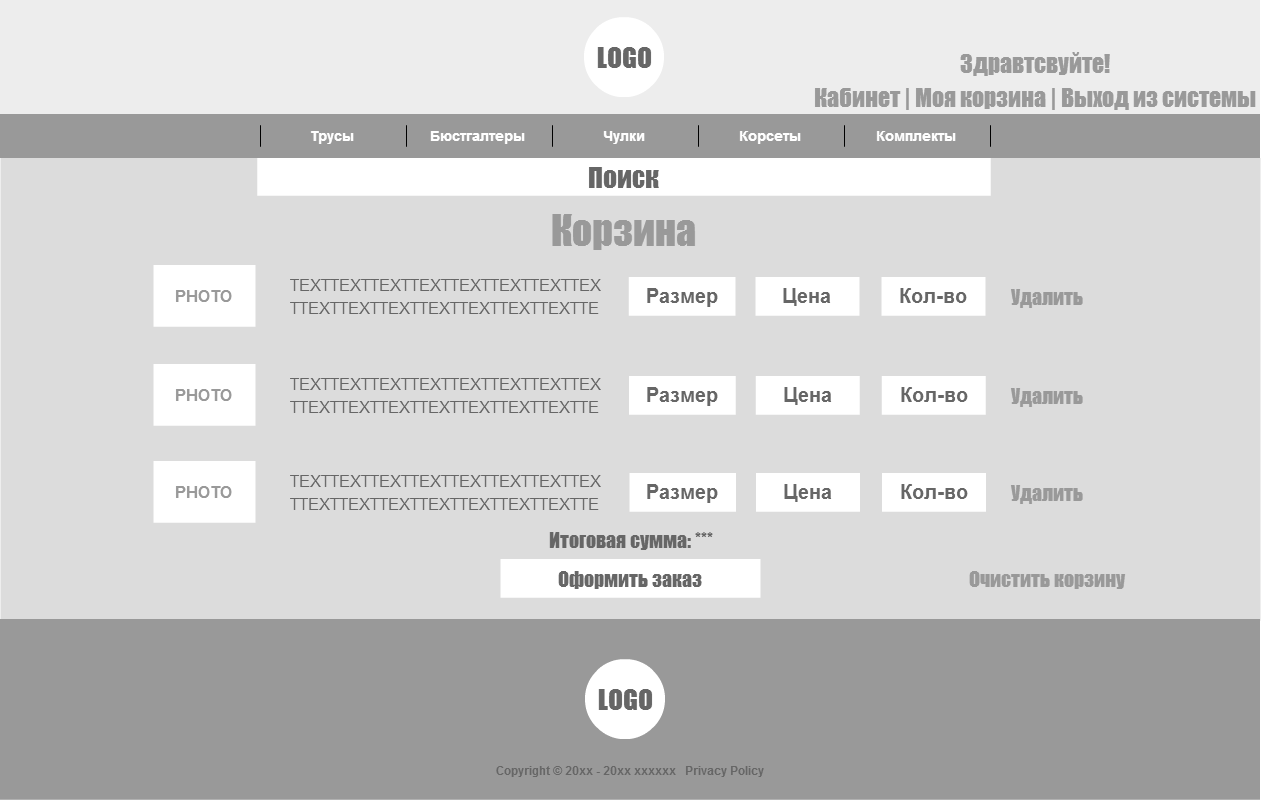 LOGO
Здравтсвуйте!
Кабинет | Моя корзина | Выход из системы
Трусы Бюстгалтеры Чулки Корсеты Комплекты
Поиск
Корзина
PHOTO
TEXTTEXTTEXTTEXTTEXTTEXTTEXTTEX
TTEXTTEXTTEXTTEXTTEXTTEXTTEXTTE
Размер Цена Кол-во Удалить
PHOTO
TEXTTEXTTEXTTEXTTEXTTEXTTEXTTEX
TTEXTTEXTTEXTTEXTTEXTTEXTTEXTTE
Размер Цена Кол-во Удалить
PHOTO
TEXTTEXTTEXTTEXTTEXTTEXTTEXTTEX
TTEXTTEXTTEXTTEXTTEXTTEXTTEXTTE
Размер Цена Кол-во Удалить
Итоговая сумма: ***
Оформить заказ Очистить корзину
LOGO
Copyright © 20xx - 20xx xxxxxx Privacy Policy